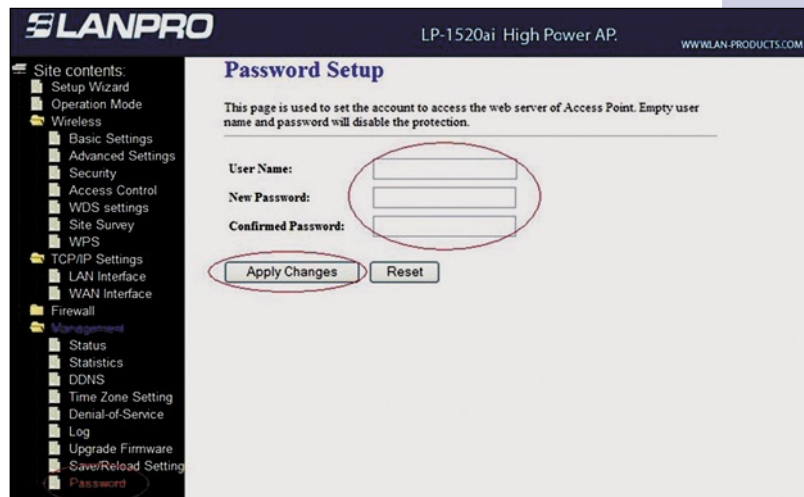 LANPRO
LP-1520ai High Power AP.
WWW.LAN-PRODUCTS.COM
Site contents:
Setup Wizard
Operation Mode
Wireless
Basic Settings
Advanced Settings
Security
Access Control
WDS settings
Site Survey
WPS
TCP/IP Settings
LAN Interface
WAN Interface
Firewall
Management
Status
Statistics
DDNS
Time Zone Setting
Denial-of-Service
Log
Upgrade Firmware
Save/Reload Setting
Password
Password Setup
This page is used to set the account to access the web server of Access Point. Empty user
name and password will disable the protection.
User Name:
New Password:
Confirmed Password:
Apply Changes Reset